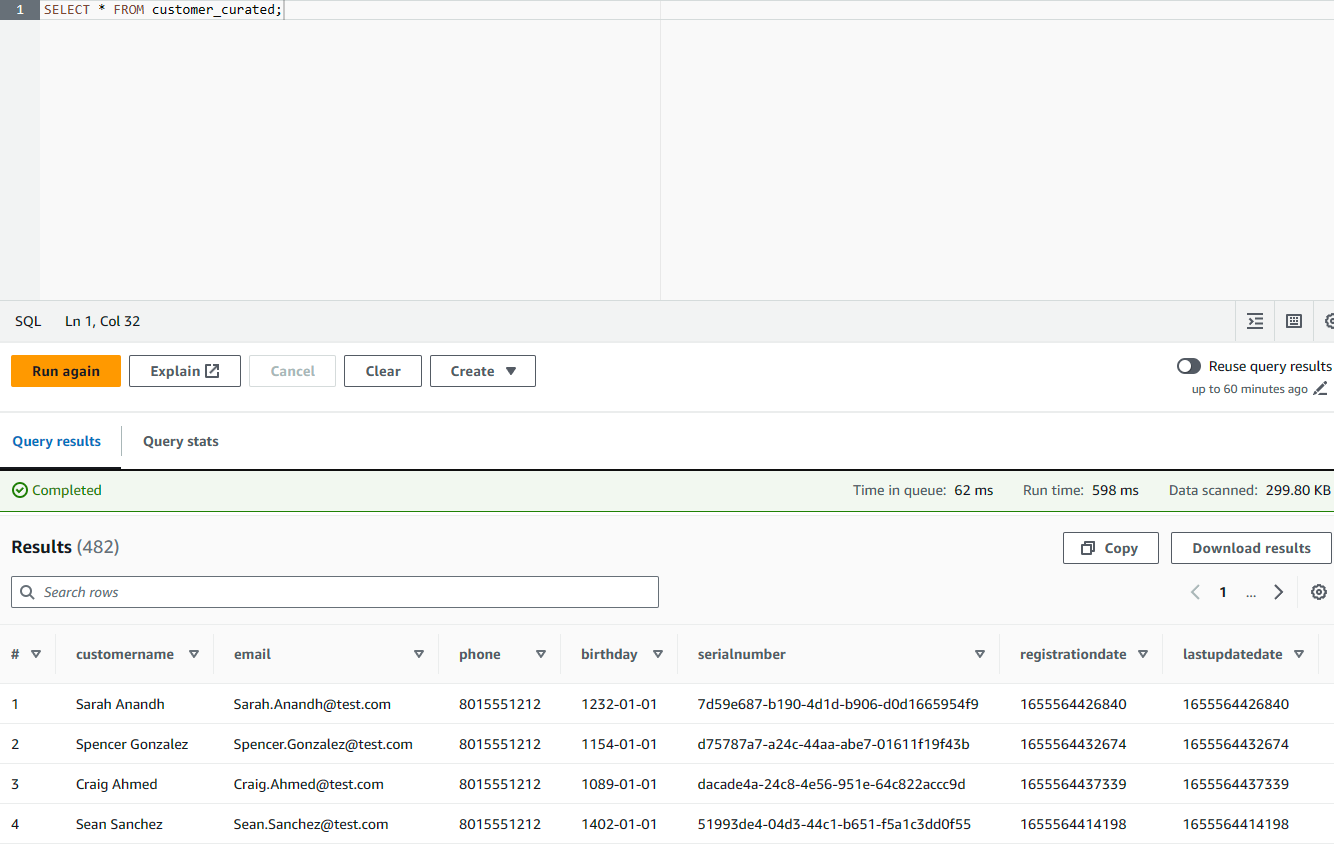 1 SELECT * FROM customer_curated;
SQL Ln 1, Col 32
Run again Explain Cancel Clear Create Reuse query results
up to 60 minutes ago
Query results Query stats
Completed Time in queue: 62 ms Run time: 598 ms Data scanned: 299.80 KB
Results (482) Copy Download results
Search rows 1 ...
# customername email phone birthday serialnumber registrationdate lastupdatedate
1 Sarah Anandh Sarah.Anandh@test.com 8015551212 1232-01-01 7d59e687-b190-4d1d-b906-d0d1665954f9 1655564426840 1655564426840
2 Spencer Gonzalez Spencer.Gonzalez@test.com 8015551212 1154-01-01 d75787a7-a24c-44aa-abe7-01611f19f43b 1655564432674 1655564432674
3 Craig Ahmed Craig.Ahmed@test.com 8015551212 1089-01-01 dacade4a-24c8-4e56-951e-64c822accc9d 1655564437339 1655564437339
4 Sean Sanchez Sean.Sanchez@test.com 8015551212 1402-01-01 51993de4-04d3-44c1-b651-f5a1c3dd0f55 1655564414198 1655564414198